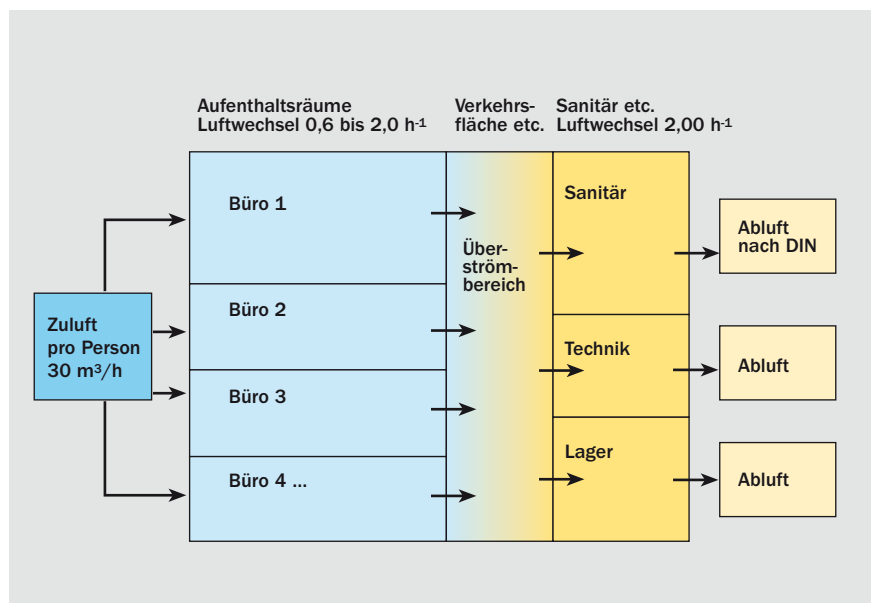 Aufenthaltsräume
Luftwechsel 0,6 bis 2,0 h⁻¹
Verkehrs-
fläche etc.
Sanitär etc.
Luftwechsel 2,00 h⁻¹
Zuluft
pro Person
30 m³/h
Büro 1
Büro 2
Büro 3
Büro 4 ...
Über-
ström-
bereich
Sanitär
Technik
Lager
Abluft
nach DIN
Abluft
Abluft